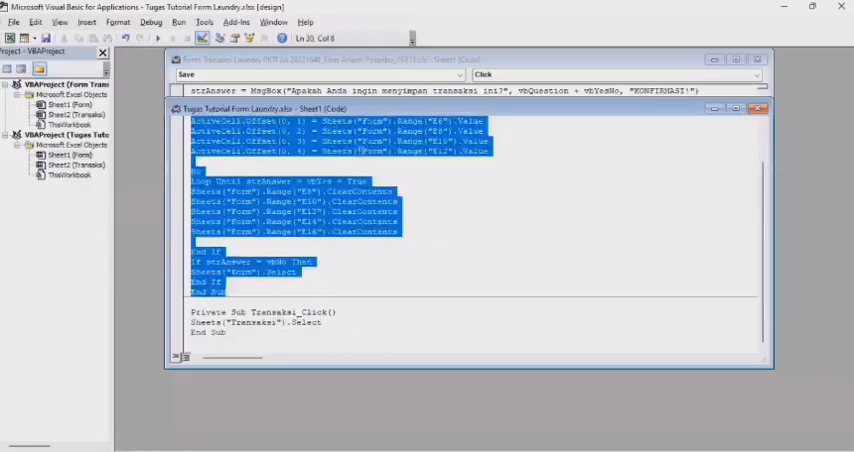 Microsoft Visual Basic for Applications - Tugas Tutorial Form Laundry.xlsx [design]
File Edit View Insert Format Debug Run Tools Add-Ins Window Help
Ln 30, Col 8
Project - VBAProject
VBAProject (Form Trans
Microsoft Excel Objects
Sheet1 (Form)
Sheet2 (Transaks
ThisWorkbook
VBAProject (Tugas Tuto
Microsoft Excel Objects
Sheet1 (Form)
Sheet2 (Transaks
ThisWorkbook
Sheet1 (Code)
Save
Click
strAnswer = MsgBox("Apakah Anda ingin menyimpan transaksi ini?", vbQuestion + vbYesNo, "KONFIRMASI!")
Tugas Tutorial Form Laundry.xlsx - Sheet1 (Code)
ActiveCell.Offset(0, 1) = Sheets("Form").Range("E6").Value
ActiveCell.Offset(0, 2) = Sheets("Form").Range("E8").Value
ActiveCell.Offset(0, 3) = Sheets("Form").Range("E10").Value
ActiveCell.Offset(0, 4) = Sheets("Form").Range("E12").Value
Do
Loop Until strAnswer = vbYes = True
Sheets("Form").Range("E8").ClearContents
Sheets("Form").Range("E10").ClearContents
Sheets("Form").Range("E12").ClearContents
Sheets("Form").Range("E14").ClearContents
Sheets("Form").Range("E16").ClearContents
End If
If strAnswer = vbNo Then
Sheets("Form").Select
End If
End Sub
Private Sub Transaksi_Click()
Sheets("Transaksi").Select
End Sub